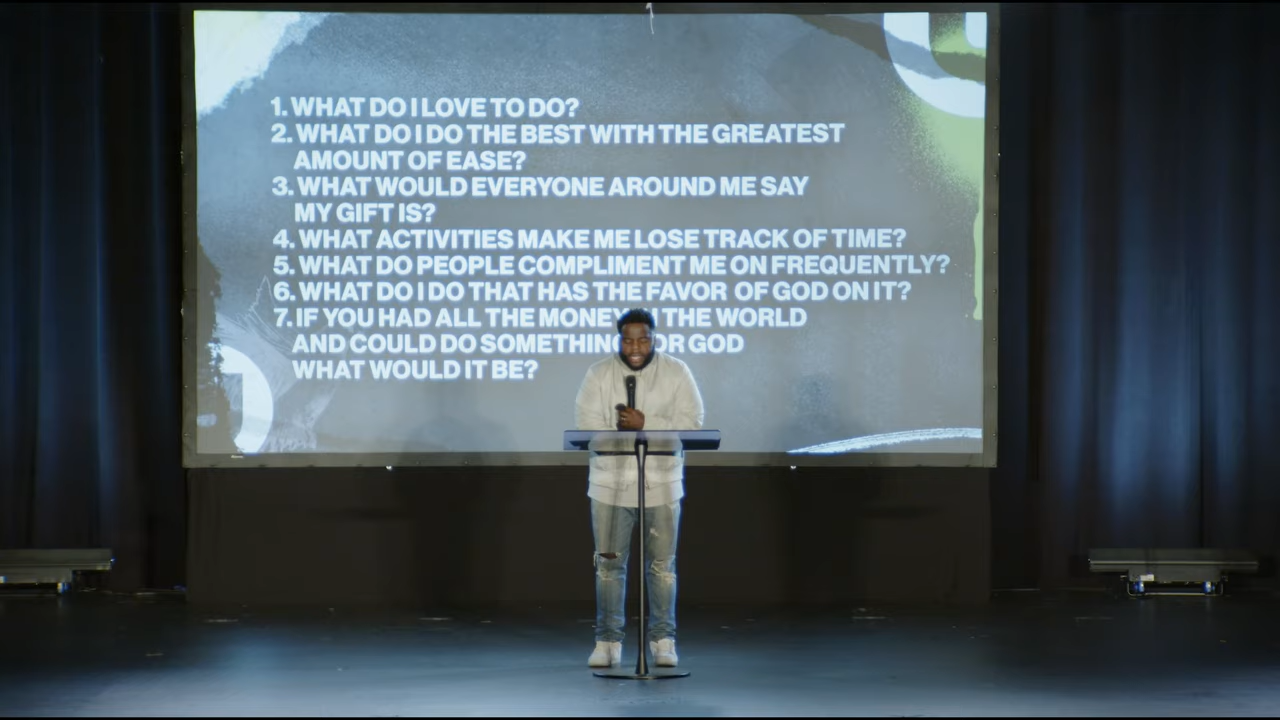 1. WHAT DO I LOVE TO DO?
2. WHAT DO I DO THE BEST WITH THE GREATEST
AMOUNT OF EASE?
3. WHAT WOULD EVERYONE AROUND ME SAY
MY GIFT IS?
4. WHAT ACTIVITIES MAKE ME LOSE TRACK OF TIME?
5. WHAT DO PEOPLE COMPLIMENT ME ON FREQUENTLY?
6. WHAT DO I DO THAT HAS THE FAVOR OF GOD ON IT?
7. IF YOU HAD ALL THE MONEY IN THE WORLD
AND COULD DO SOMETHING FOR GOD
WHAT WOULD IT BE?